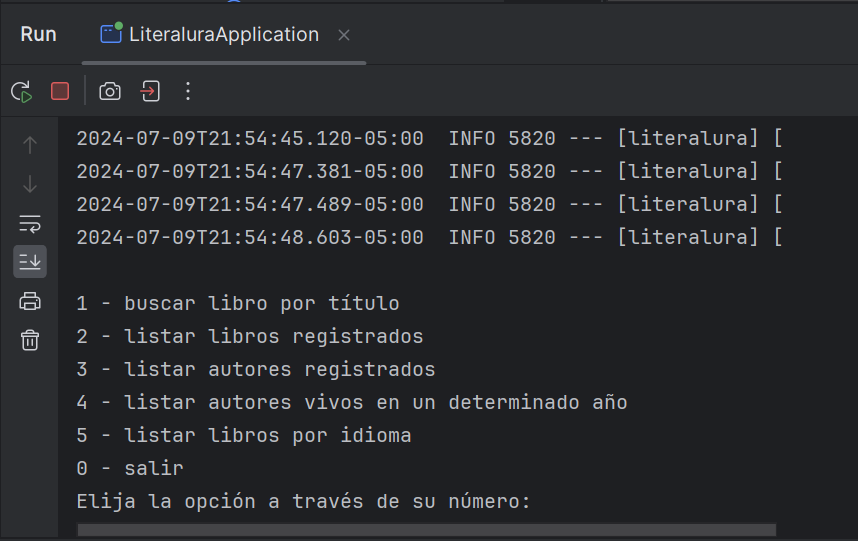 Run LiteraluraApplication
2024-07-09T21:54:45.120-05:00  INFO 5820 --- [literalura] [
2024-07-09T21:54:47.381-05:00  INFO 5820 --- [literalura] [
2024-07-09T21:54:47.489-05:00  INFO 5820 --- [literalura] [
2024-07-09T21:54:48.603-05:00  INFO 5820 --- [literalura] [
1 - buscar libro por título
2 - listar libros registrados
3 - listar autores registrados
4 - listar autores vivos en un determinado año
5 - listar libros por idioma
0 - salir
Elija la opción a través de su número: